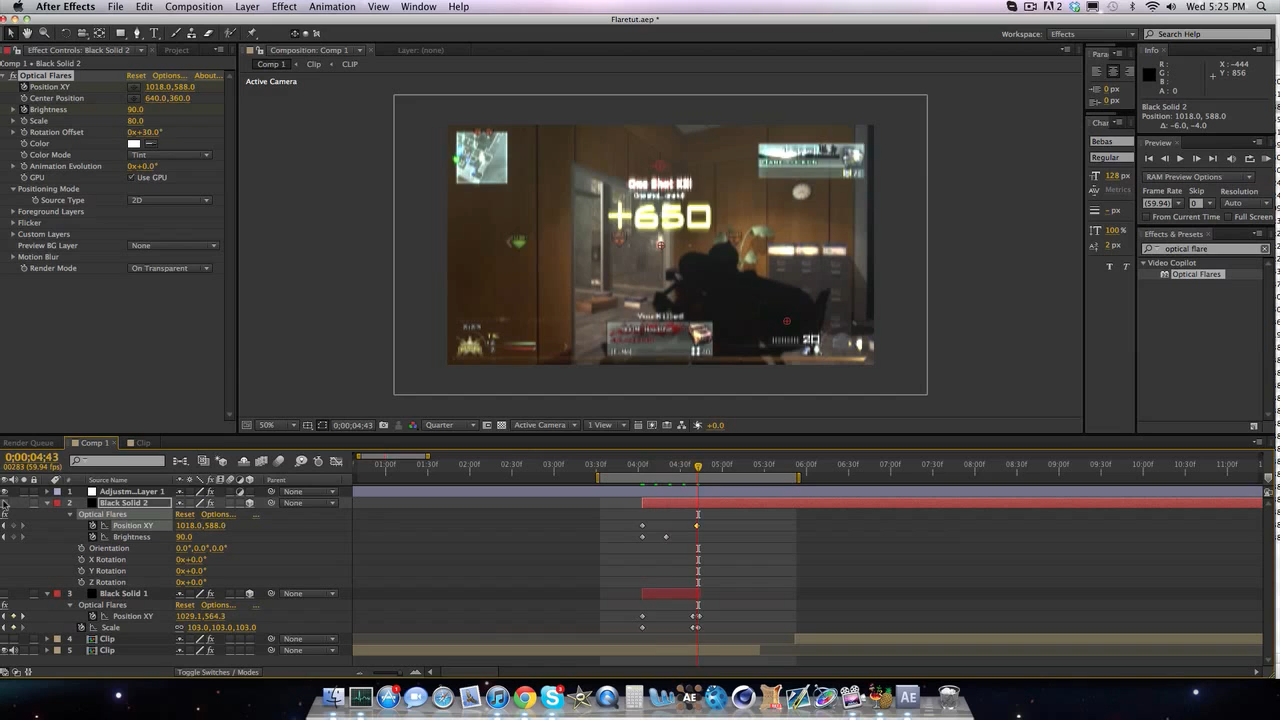 After Effects File Edit Composition Layer Effect Animation View Window Help
Wed 5:25 PM
Flaretut.aep *
Workspace: Effects
Search Help
Effect Controls: Black Solid 2
Project
Composition: Comp 1
Layer: (none)
Comp 1 Clip CLIP
Active Camera
Optical Flares Reset Options... About...
Position XY 1018.0,588.0
Center Position 640.0,360.0
Brightness 90.0
Scale 80.0
Rotation Offset 0x+30.0°
Color
Color Mode Tint
Animation Evolution 0x+0.0°
GPU Use GPU
Positioning Mode
Source Type 2D
Foreground Layers
Flicker
Custom Layers
Preview BG Layer None
Motion Blur
Render Mode On Transparent
One Shot Kill
+650
50% 0;00;04;43 Quarter Active Camera 1 View +0.0
Para
0 px
0 px
Char
Bebas
Regular
128 px
Metrics
- px
100 %
2 px
T T
Info
R : X : -444
G : Y : 856
B :
A : 0
Black Solid 2
Position: 1018.0, 588.0
Δ: -6.0, -4.0
Preview
RAM Preview Options
Frame Rate Skip Resolution
(59.94) 0 Auto
From Current Time Full Screen
Effects & Presets
optical flare
Video Copilot
Optical Flares
Render Queue Comp 1 Clip
0;00;04;43
00283 (59.94 fps)
01:00f 01:30f 02:00f 02:30f 03:00f 03:30f 04:00f 04:30f 05:00f 05:30f 06:00f 06:30f 07:00f 07:30f 08:00f 08:30f 09:00f 09:30f 10:00f 10:30f 11:00f
# Source Name Parent
1 Adjustm...Layer 1 None
2 Black Solid 2 None
Optical Flares Reset Options... ...
Position XY 1018.0,588.0
Brightness 90.0
Orientation 0.0°,0.0°,0.0°
X Rotation 0x+0.0°
Y Rotation 0x+0.0°
Z Rotation 0x+0.0°
3 Black Solid 1 None
Optical Flares Reset Options... ...
Position XY 1029.1,564.3
Scale 103.0,103.0,103.0%
4 Clip None
5 Clip None
Toggle Switches / Modes